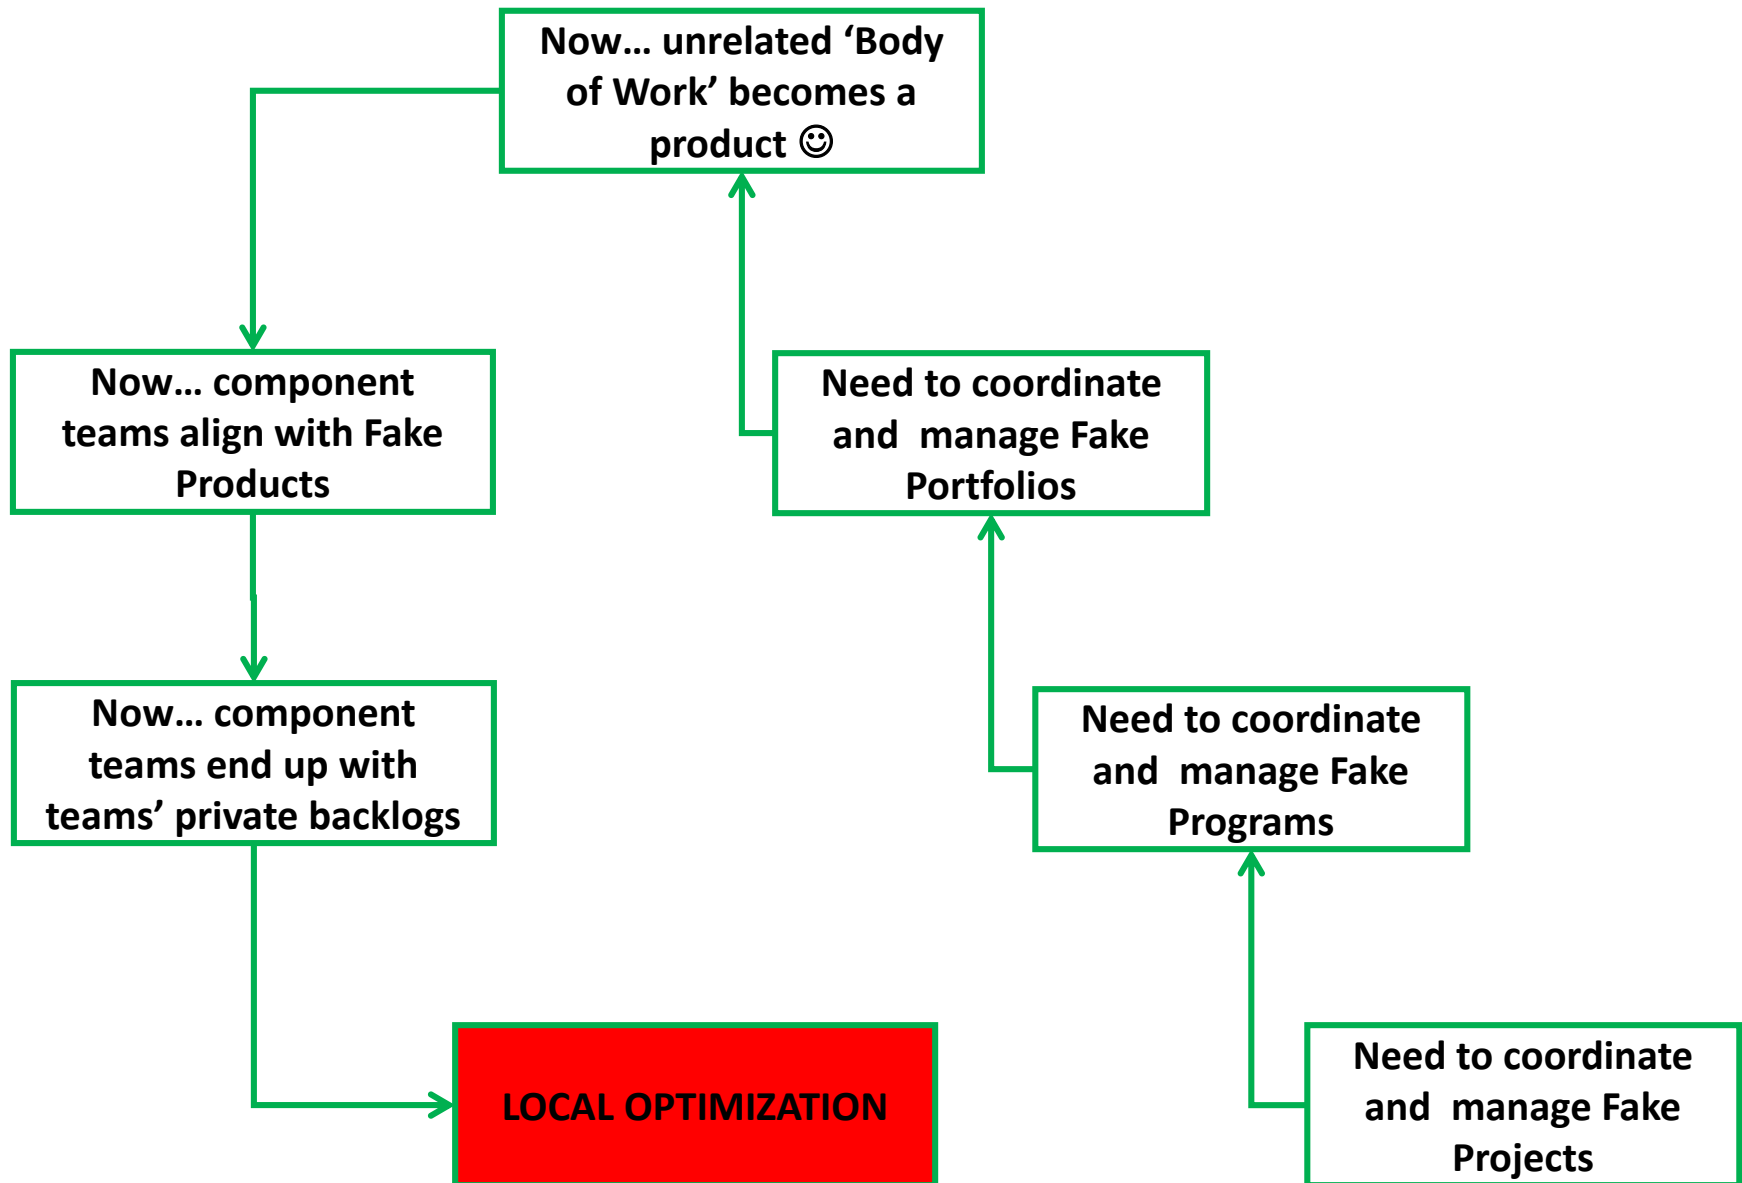 Now… unrelated ‘Body
of Work’ becomes a
product ☺
Now… component
teams align with Fake
Products
Need to coordinate
and  manage Fake
Portfolios
Now… component
teams end up with
teams’ private backlogs
Need to coordinate
and  manage Fake
Programs
LOCAL OPTIMIZATION
Need to coordinate
and  manage Fake
Projects